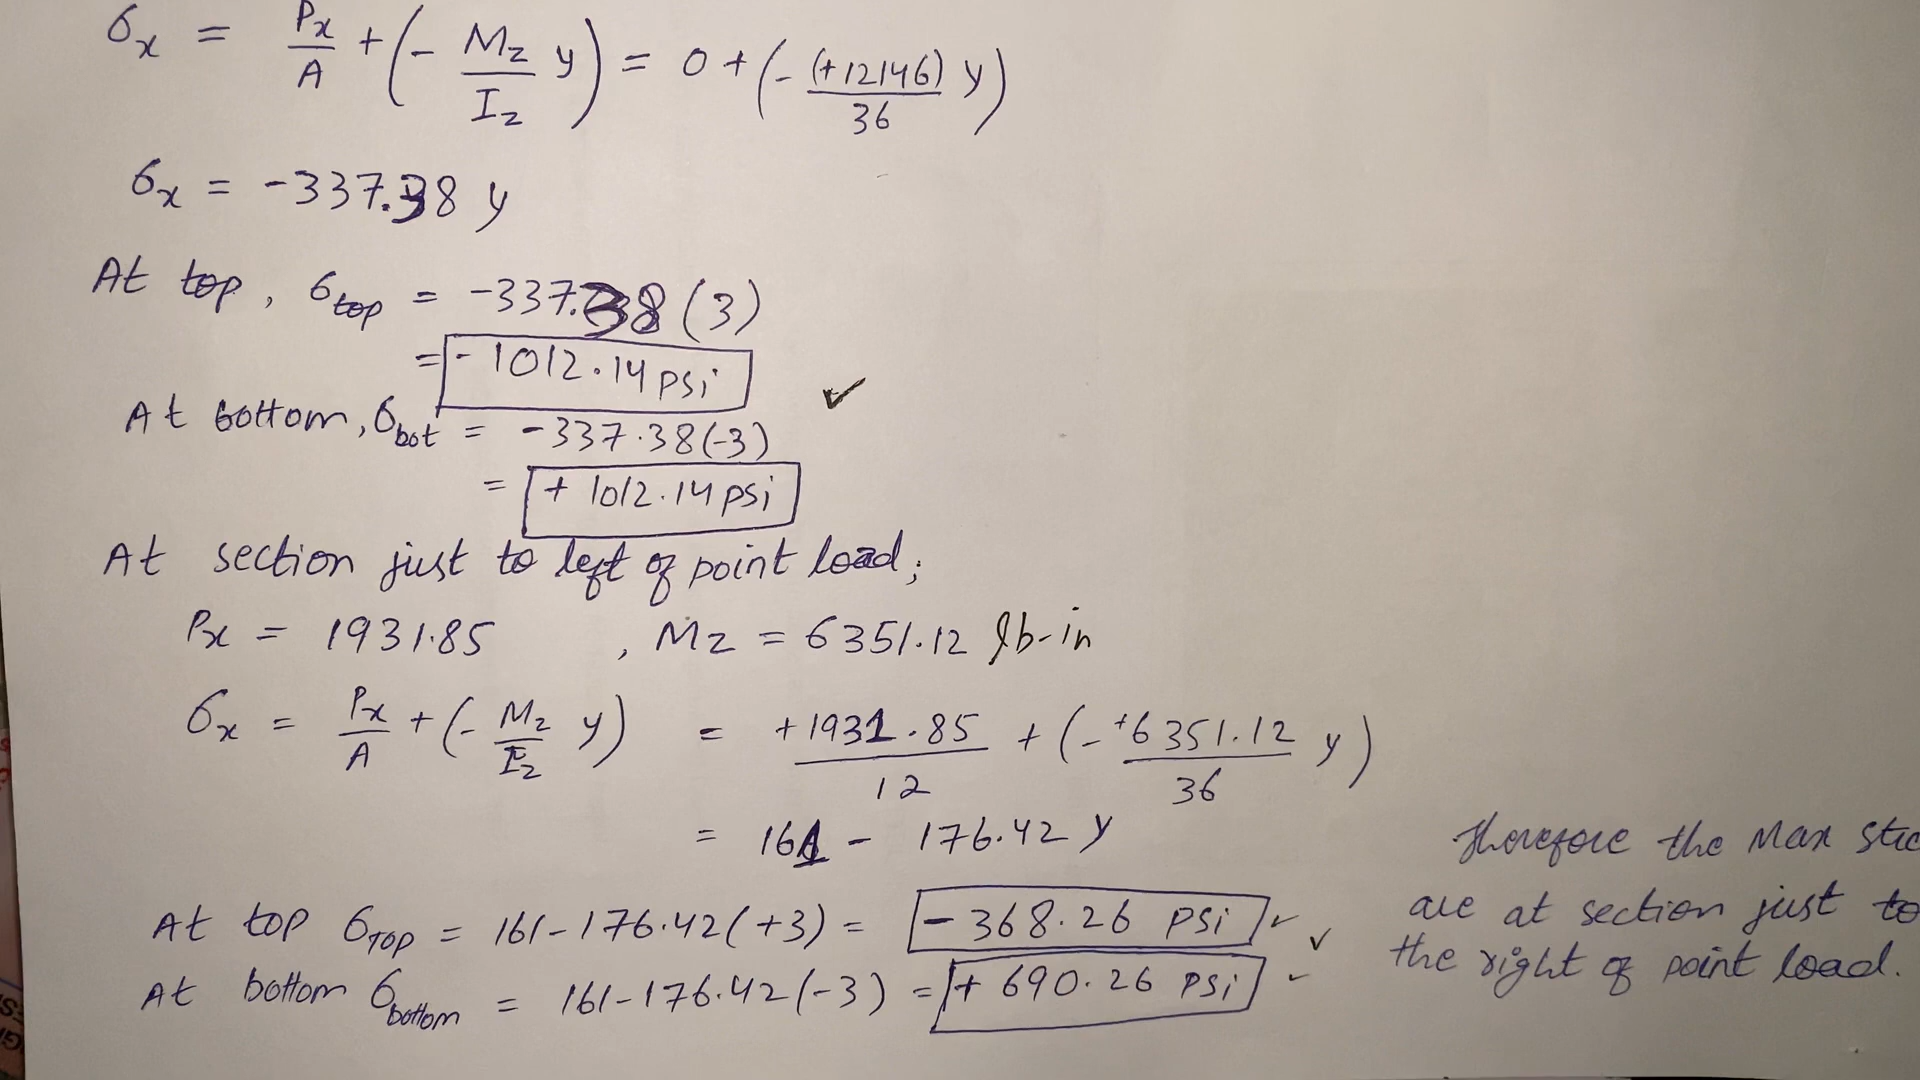 σx = Px/A + (- Mz/Iz y) = 0 + (- (+12146)/36 y)
σx = -337.38 y
At top, σtop = -337.38 (3)
= -1012.14 psi
At bottom, σbot = -337.38(-3) ✓
= +1012.14 psi
At section just to left of point load;
Px = 1931.85 , Mz = 6351.12 lb-in
σx = Px/A + (- Mz/Iz y) = +1931.85/12 + (- +6351.12/36 y)
= 161 - 176.42 y
At top σTOP = 161-176.42(+3) = -368.26 psi ✓
At bottom σbottom = 161-176.42(-3) = +690.26 psi ✓
Therefore the Max
are at section just to
the right of point load.